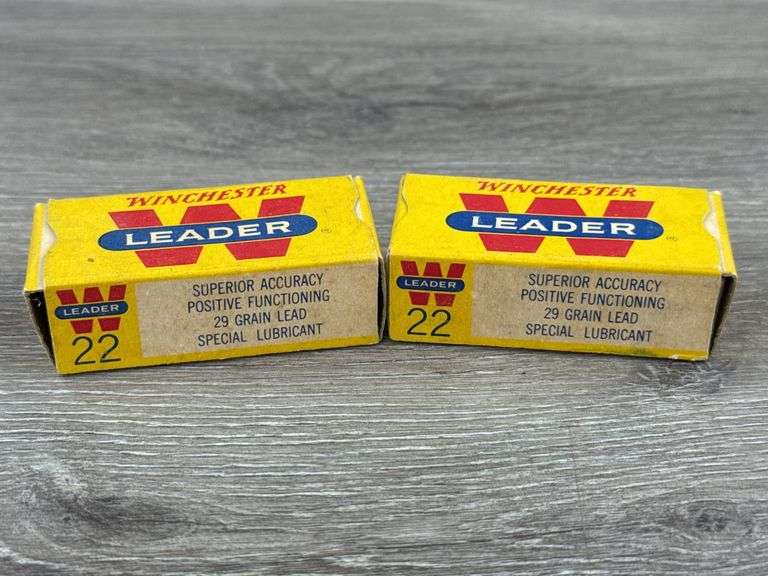 WINCHESTER
LEADER
®
LEADER
22
SUPERIOR ACCURACY
POSITIVE FUNCTIONING
29 GRAIN LEAD
SPECIAL LUBRICANT
WINCHESTER
LEADER
®
LEADER
22
SUPERIOR ACCURACY
POSITIVE FUNCTIONING
29 GRAIN LEAD
SPECIAL LUBRICANT